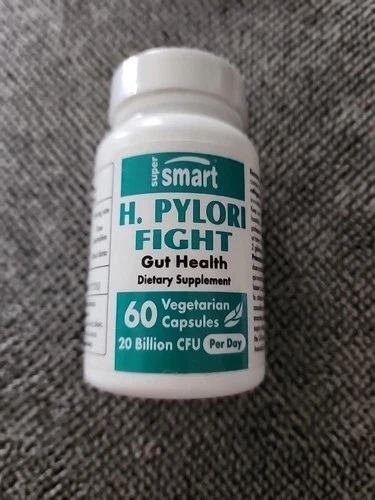 super smart
H. PYLORI
FIGHT
Gut Health
Dietary Supplement
60 Vegetarian
Capsules
20 Billion CFU Per Day